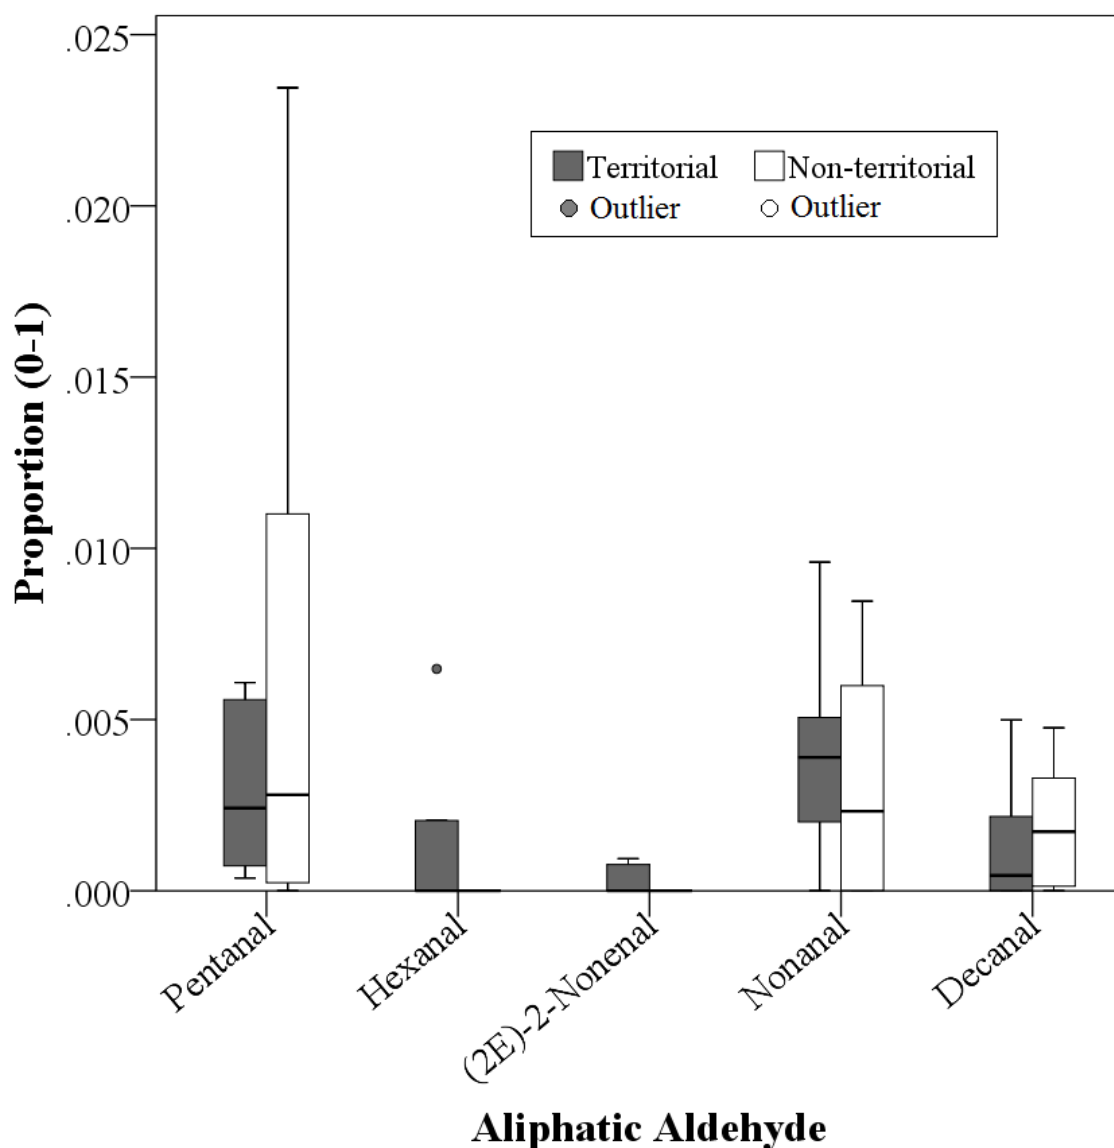 .025
.020
.015
.010
.005
.000
Proportion (0-1)
Territorial Non-territorial
Outlier Outlier
Pentanal
Hexanal
(2E)-2-Nonenal
Nonanal
Decanal
Aliphatic Aldehyde